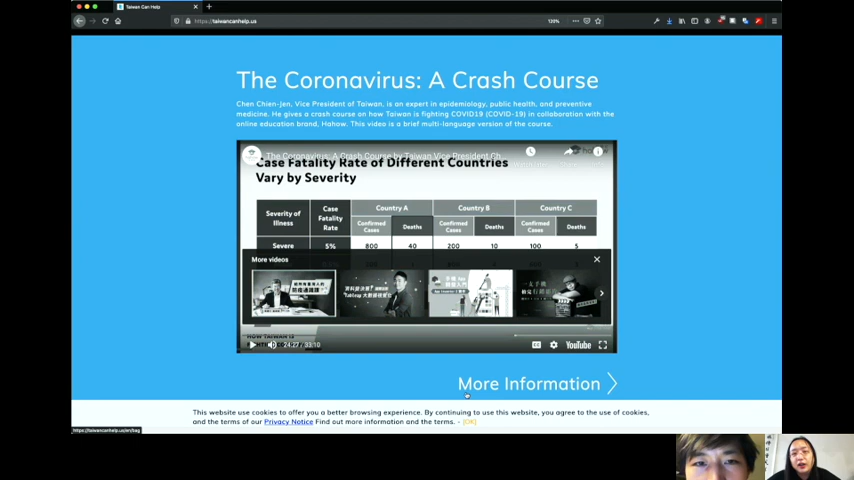 Taiwan Can Help
https://taiwancanhelp.us
120%
The Coronavirus: A Crash Course
Chen Chien-Jen, Vice President of Taiwan, is an expert in epidemiology, public health, and preventive
medicine. He gives a crash course on how Taiwan is fighting COVID19 (COVID-19) in collaboration with the
online education brand, Hahow. This video is a brief multi-language version of the course.
The Coronavirus: A Crash Course by Taiwan Vice President Ch
Case Fatality Rate of Different Countries
Vary by Severity
Severity of Illness
Case Fatality Rate
Country A
Country B
Country C
Confirmed Cases
Deaths
Confirmed Cases
Deaths
Confirmed Cases
Deaths
Severe 5% 800 40 200 10 100 5
More videos
24:27 / 33:10
YouTube
More Information
This website use cookies to offer you a better browsing experience. By continuing to use this website, you agree to the use of cookies,
and the terms of our Privacy Notice Find out more information and the terms. - [OK]
https://taiwancanhelp.us/en/bag